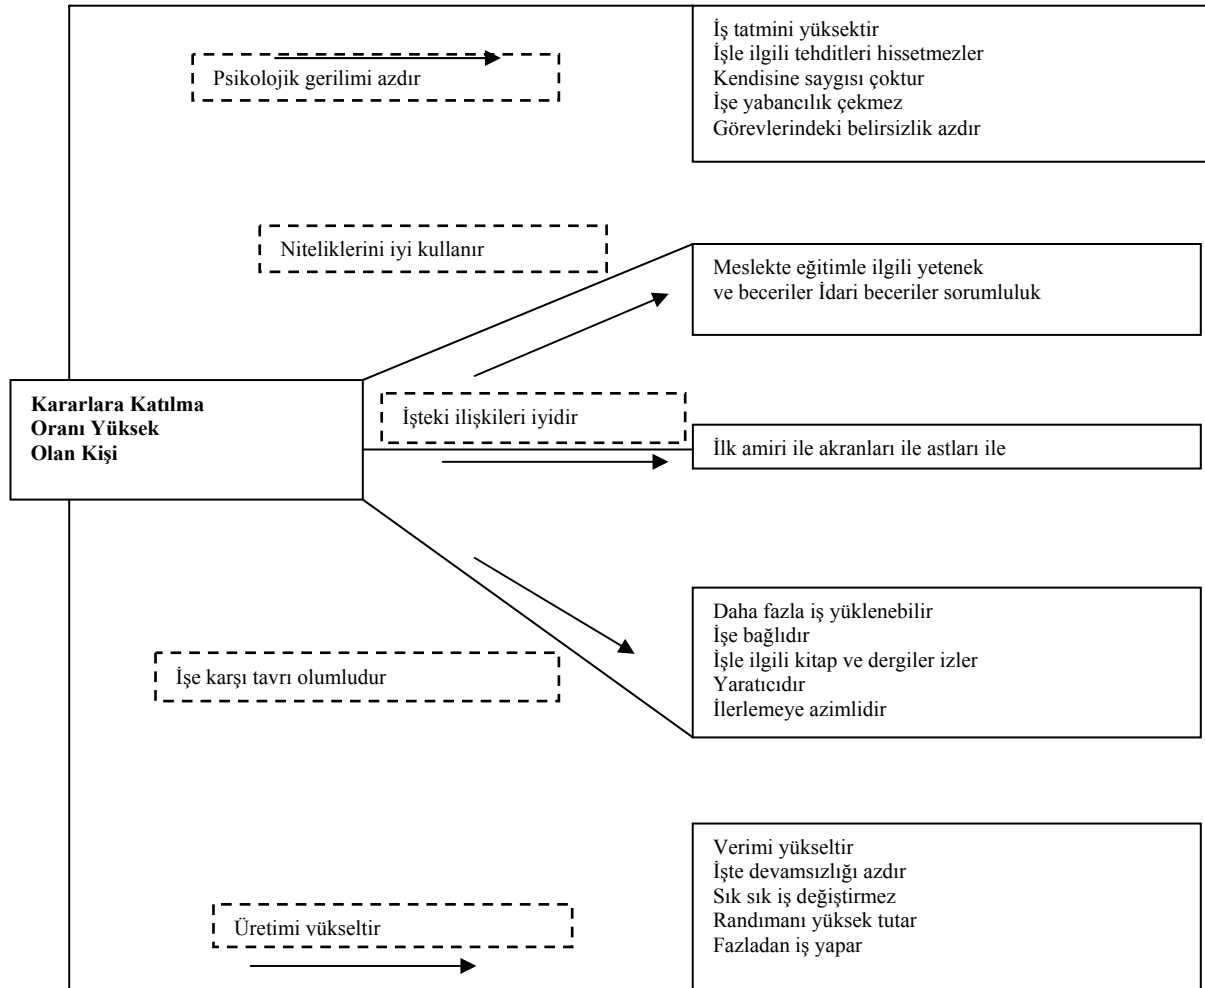 İş tatmini yüksektir
İşle ilgili tehditleri hissetmezler
Kendisine saygısı çoktur
İşe yabancılık çekmez
Görevlerindeki belirsizlik azdır
Psikolojik gerilimi azdır
Niteliklerini iyi kullanır
Meslekte eğitimle ilgili yetenek
ve beceriler İdari beceriler sorumluluk
Kararlara Katılma
Oranı Yüksek
Olan Kişi
İşteki ilişkileri iyidir
İlk amiri ile akranları ile astları ile
Daha fazla iş yüklenebilir
İşe bağlıdır
İşle ilgili kitap ve dergiler izler
Yaratıcıdır
İlerlemeye azimlidir
İşe karşı tavrı olumludur
Verimi yükseltir
İşte devamsızlığı azdır
Sık sık iş değiştirmez
Randımanı yüksek tutar
Fazladan iş yapar
Üretimi vükseltir